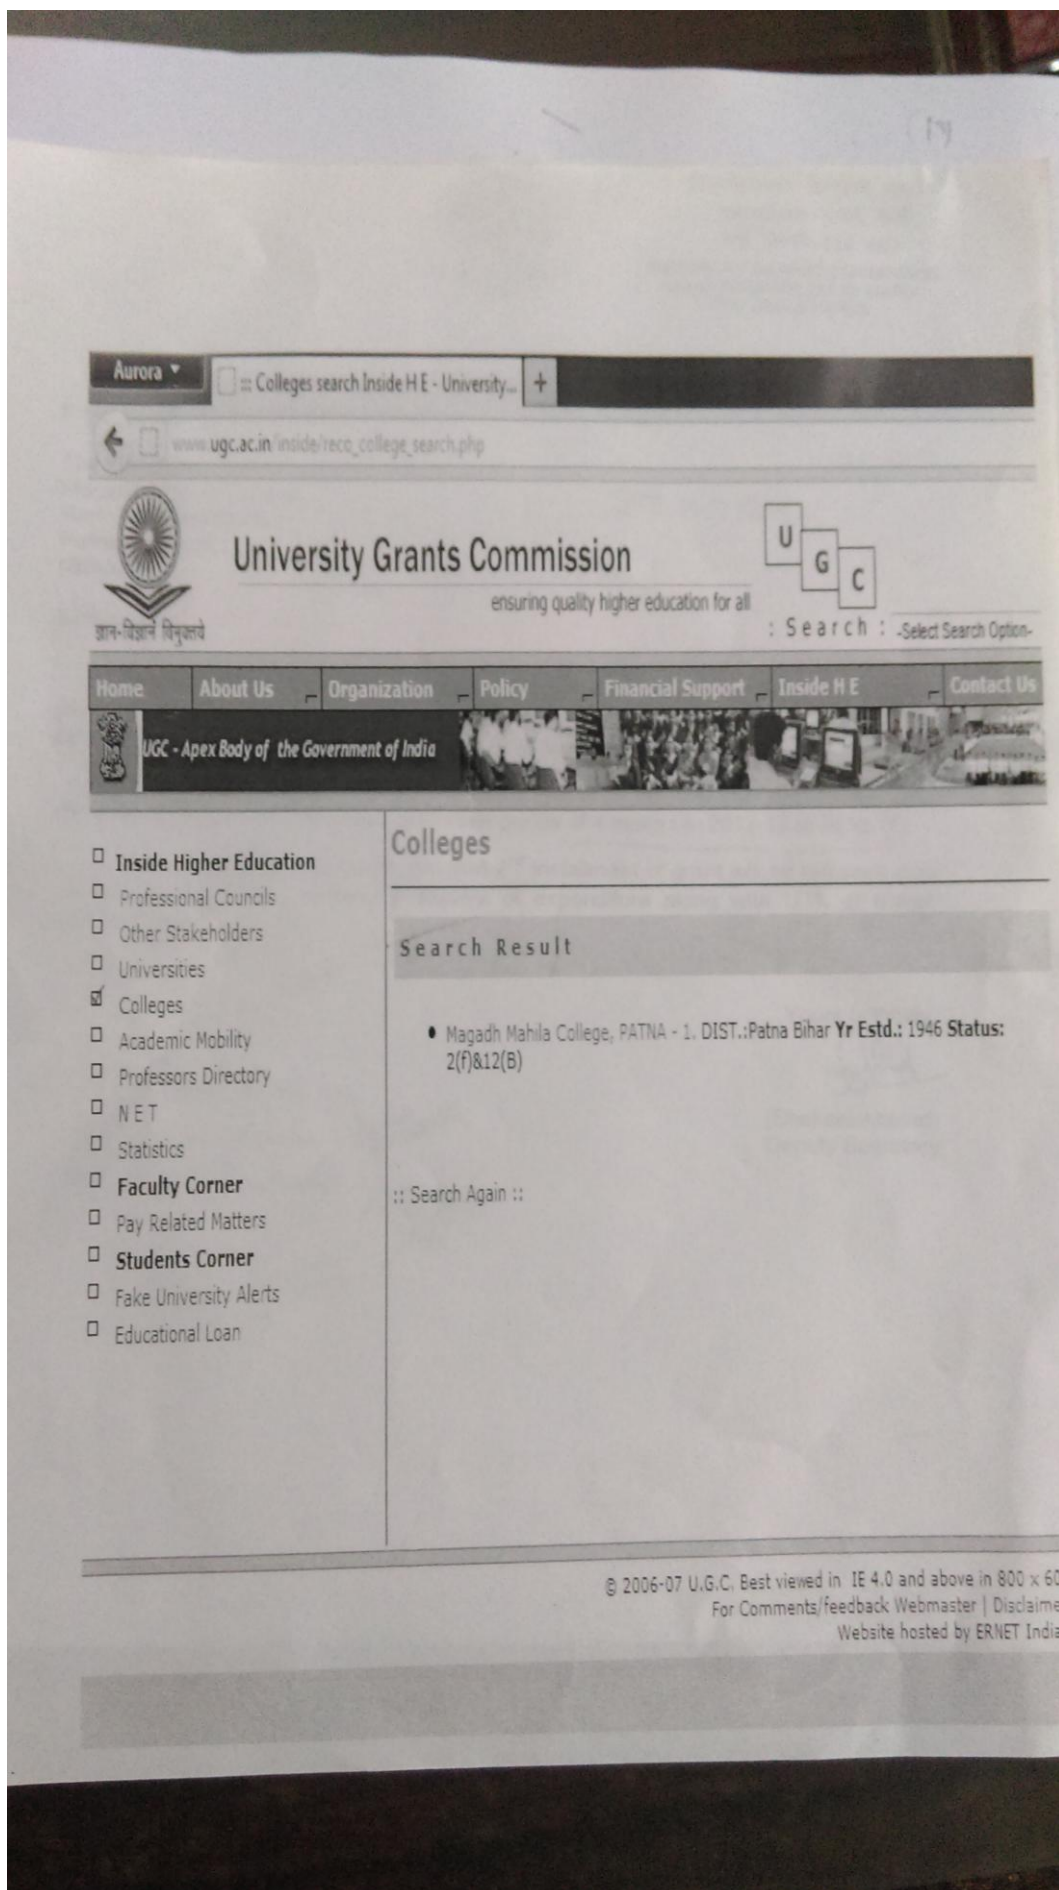 Aurora
::: Colleges search Inside H E - University... +
www.ugc.ac.in/inside/reco_college_search.php
University Grants Commission
ensuring quality higher education for all
U
G
C
ज्ञान-विज्ञानं विमुक्तये
: Search : -Select Search Option-
Home About Us Organization Policy Financial Support Inside H E Contact Us
UGC - Apex Body of the Government of India
Inside Higher Education
Professional Councils
Other Stakeholders
Universities
Colleges
Academic Mobility
Professors Directory
N E T
Statistics
Faculty Corner
Pay Related Matters
Students Corner
Fake University Alerts
Educational Loan
Colleges
Search Result
• Magadh Mahila College, PATNA - 1. DIST.:Patna Bihar Yr Estd.: 1946 Status:
2(f)&12(B)
:: Search Again ::
© 2006-07 U.G.C. Best viewed in IE 4.0 and above in 800 x 60
For Comments/feedback Webmaster | Disclaime
Website hosted by ERNET India